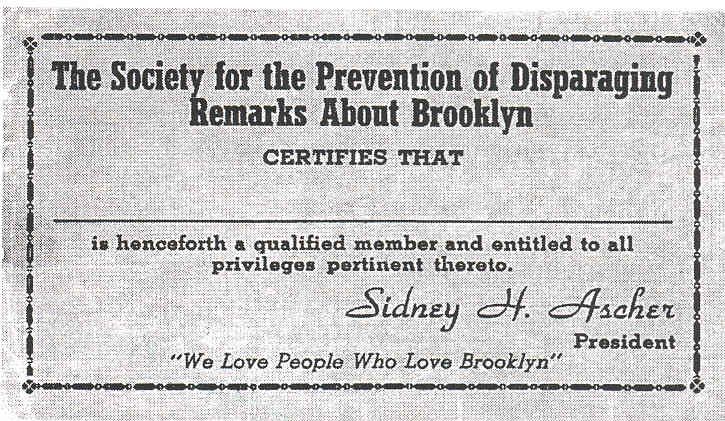 The Society for the Prevention of Disparaging
Remarks About Brooklyn
CERTIFIES THAT
is henceforth a qualified member and entitled to all
privileges pertinent thereto.
Sidney H. Ascher
President
"We Love People Who Love Brooklyn"